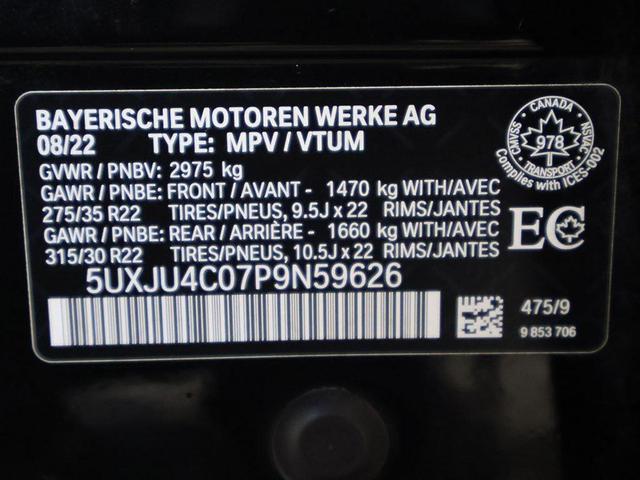 BAYERISCHE MOTOREN WERKE AG
08/22 TYPE: MPV / VTUM
GVWR / PNBV: 2975 kg
GAWR / PNBE: FRONT / AVANT - 1470 kg WITH/AVEC
275/35 R22 TIRES/PNEUS, 9.5J x 22 RIMS/JANTES
GAWR / PNBE: REAR / ARRIÈRE - 1660 kg WITH/AVEC
315/30 R22 TIRES/PNEUS, 10.5J x 22 RIMS/JANTES
5UXJU4C07P9N59626
CANADA
CMVSS 978 NSVAC
TRANSPORT
Complies with ICES-002
EC
475/9
9 853 706